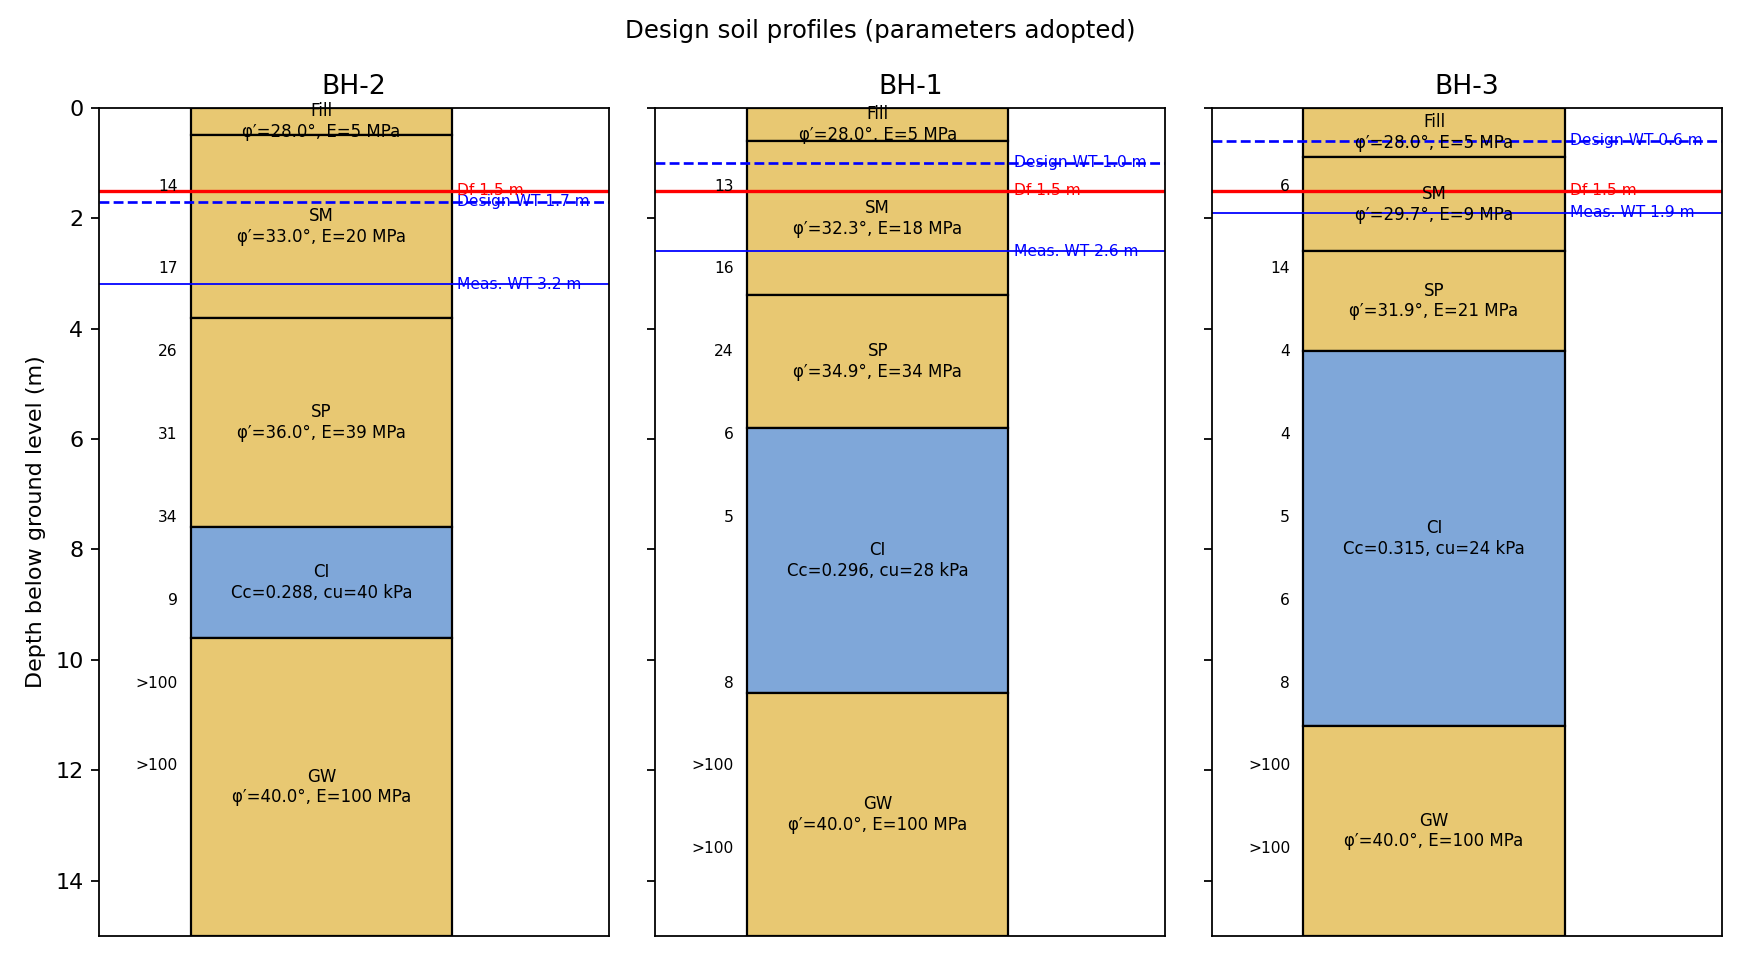 Design soil profiles (parameters adopted)
BH-2
BH-1
BH-3
Depth below ground level (m)
0
2
4
6
8
10
12
14
Fill
φ′=28.0°, E=5 MPa
14
Df 1.5 m
Design WT 1.7 m
SM
φ′=33.0°, E=20 MPa
17
Meas. WT 3.2 m
26
SP
φ′=36.0°, E=39 MPa
31
34
CI
Cc=0.288, cu=40 kPa
9
>100
>100
GW
φ′=40.0°, E=100 MPa
Fill
φ′=28.0°, E=5 MPa
Design WT 1.0 m
13
Df 1.5 m
SM
φ′=32.3°, E=18 MPa
Meas. WT 2.6 m
16
24
SP
φ′=34.9°, E=34 MPa
6
5
CI
Cc=0.296, cu=28 kPa
8
>100
GW
φ′=40.0°, E=100 MPa
>100
Fill
φ′=28.0°, E=5 MPa
Design WT 0.6 m
6
Df 1.5 m
SM
φ′=29.7°, E=9 MPa
Meas. WT 1.9 m
14
SP
φ′=31.9°, E=21 MPa
4
4
5
CI
Cc=0.315, cu=24 kPa
6
8
>100
GW
φ′=40.0°, E=100 MPa
>100